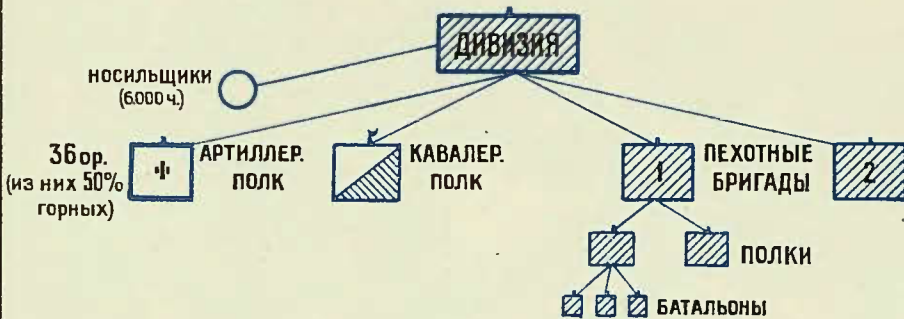 ДИВИЗИЯ
НОСИЛЬЩИКИ
(6.000 ч.)
36 ор.
(из них 50%
горных)
АРТИЛЛЕР.
ПОЛК
КАВАЛЕР.
ПОЛК
1
ПЕХОТНЫЕ
БРИГАДЫ
2
ПОЛКИ
БАТАЛЬОНЫ